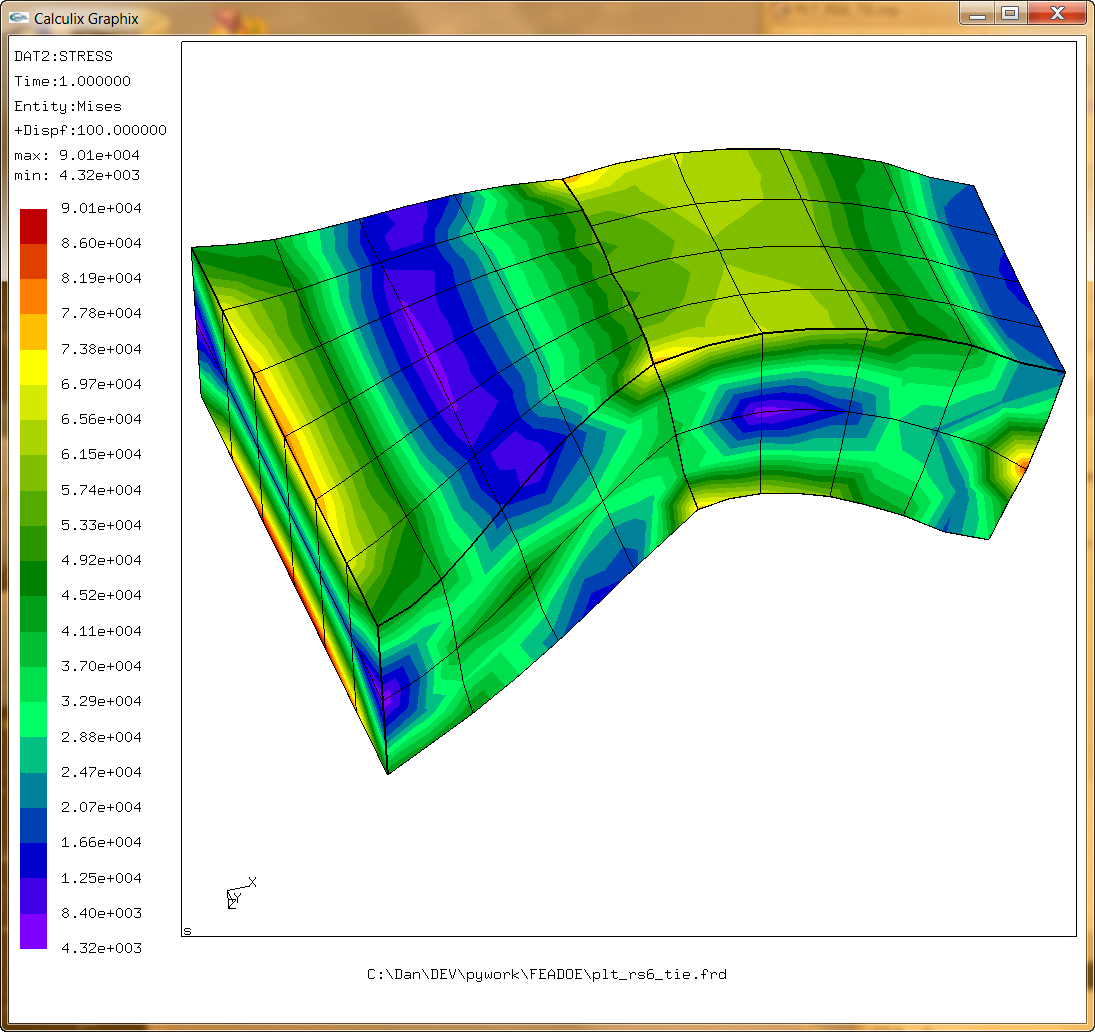 Calculix Graphix
DAT2:STRESS
Time:1.000000
Entity:Mises
+Dispf:100.000000
max: 9.01e+004
min: 4.32e+003
9.01e+004
8.60e+004
8.19e+004
7.78e+004
7.38e+004
6.97e+004
6.56e+004
6.15e+004
5.74e+004
5.33e+004
4.92e+004
4.52e+004
4.11e+004
3.70e+004
3.29e+004
2.88e+004
2.47e+004
2.07e+004
1.66e+004
1.25e+004
8.40e+003
4.32e+003
X
Y
Z
s
C:\Dan\DEV\pywork\FEADOE\plt_rs6_tie.frd